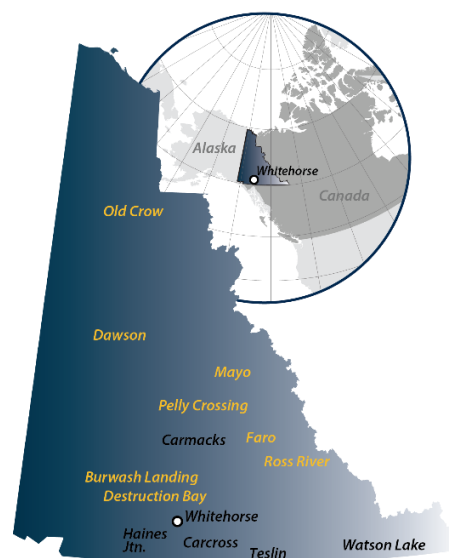 Alaska
Whitehorse
Canada
Old Crow
Dawson
Mayo
Pelly Crossing
Carmacks
Faro
Ross River
Burwash Landing
Destruction Bay
Whitehorse
Haines
Jtn.
Carcross
Teslin
Watson Lake